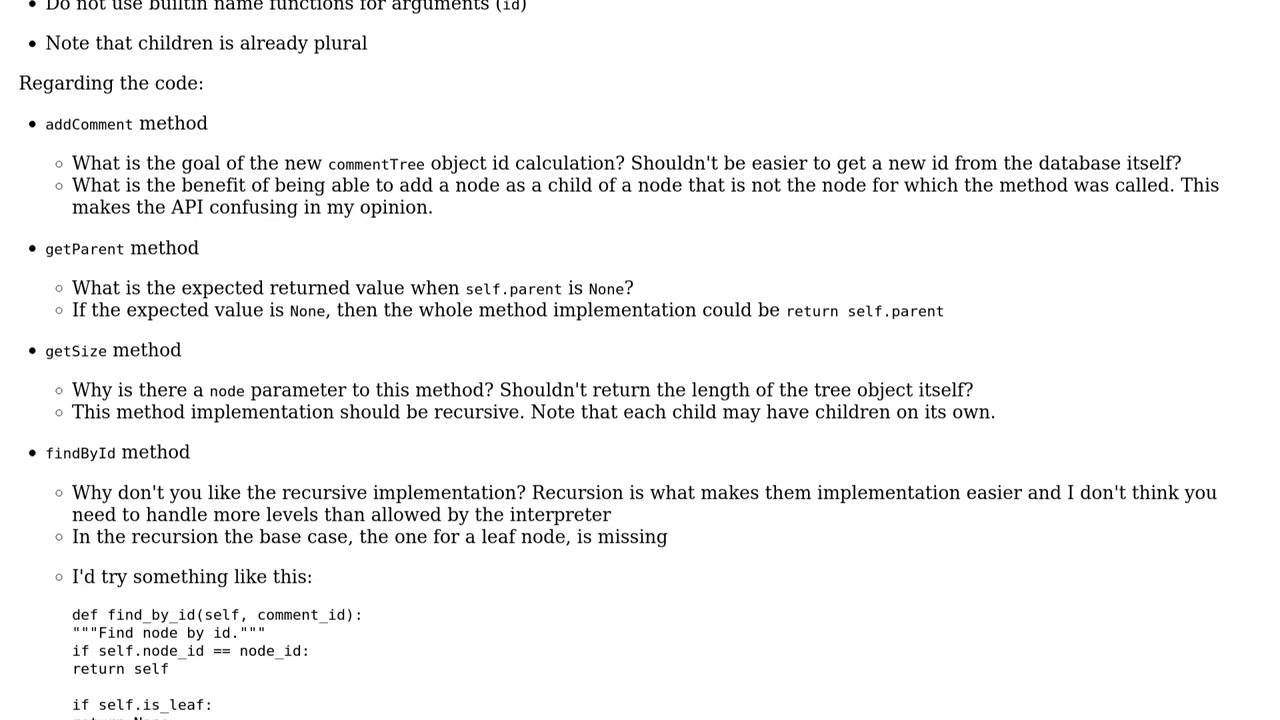 Do not use builtin name functions for arguments (id)
Note that children is already plural
Regarding the code:
addComment method
What is the goal of the new commentTree object id calculation? Shouldn't be easier to get a new id from the database itself?
What is the benefit of being able to add a node as a child of a node that is not the node for which the method was called. This
makes the API confusing in my opinion.
getParent method
What is the expected returned value when self.parent is None?
If the expected value is None, then the whole method implementation could be return self.parent
getSize method
Why is there a node parameter to this method? Shouldn't return the length of the tree object itself?
This method implementation should be recursive. Note that each child may have children on its own.
findById method
Why don't you like the recursive implementation? Recursion is what makes them implementation easier and I don't think you
need to handle more levels than allowed by the interpreter
In the recursion the base case, the one for a leaf node, is missing
I'd try something like this:
def find_by_id(self, comment_id):
"""Find node by id."""
if self.node_id == node_id:
return self
if self.is_leaf:
return None